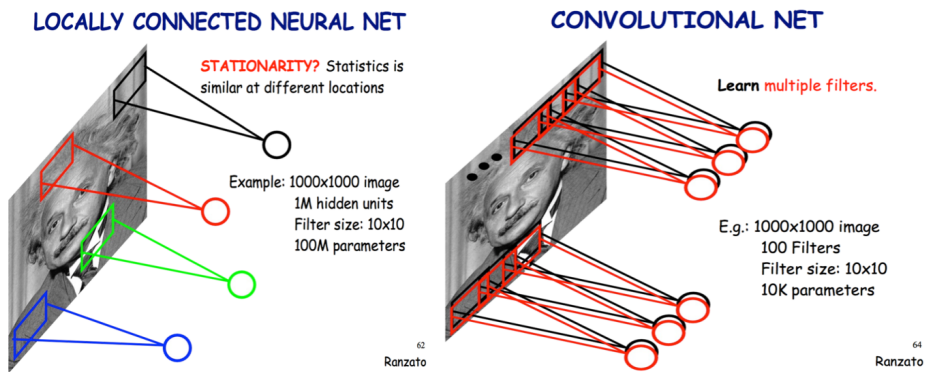 LOCALLY CONNECTED NEURAL NET
STATIONARITY? Statistics is
similar at different locations
Example: 1000x1000 image
1M hidden units
Filter size: 10x10
100M parameters
62
Ranzato
CONVOLUTIONAL NET
Learn multiple filters.
E.g.: 1000x1000 image
100 Filters
Filter size: 10x10
10K parameters
64
Ranzato